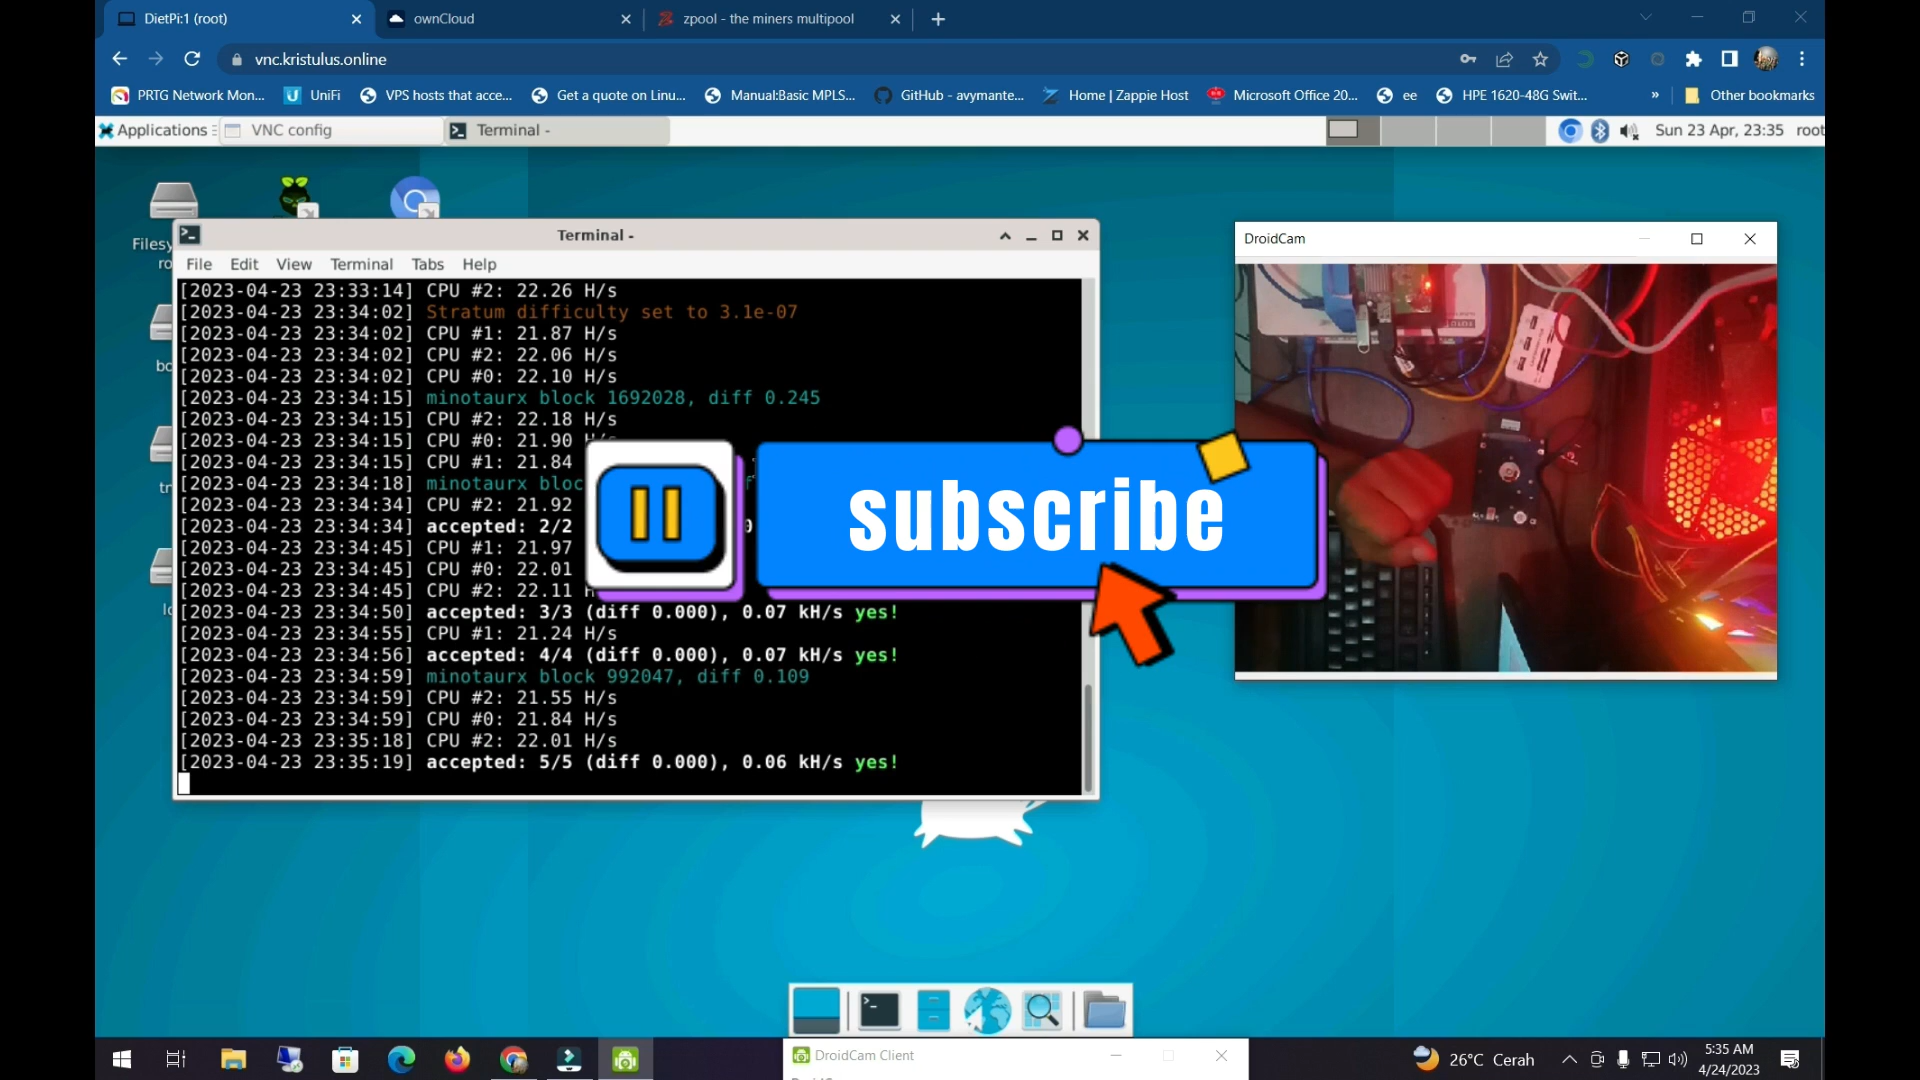 DietPi:1 (root)
ownCloud
zpool - the miners multipool
vnc.kristulus.online
PRTG Network Mon...
UniFi
VPS hosts that acce...
Get a quote on Linu...
Manual:Basic MPLS...
GitHub - avymante...
Home | Zappie Host
Microsoft Office 20...
ee
HPE 1620-48G Swit...
»
Other bookmarks
Applications
VNC config
Terminal -
Sun 23 Apr, 23:35
root
Terminal -
File Edit View Terminal Tabs Help
[2023-04-23 23:33:14] CPU #2: 22.26 H/s
[2023-04-23 23:34:02] Stratum difficulty set to 3.1e-07
[2023-04-23 23:34:02] CPU #1: 21.87 H/s
[2023-04-23 23:34:02] CPU #2: 22.06 H/s
[2023-04-23 23:34:02] CPU #0: 22.10 H/s
[2023-04-23 23:34:15] minotaurx block 1692028, diff 0.245
[2023-04-23 23:34:15] CPU #2: 22.18 H/s
[2023-04-23 23:34:15] CPU #0: 21.90
[2023-04-23 23:34:15] CPU #1: 21.84
[2023-04-23 23:34:18] minotaurx bloc
[2023-04-23 23:34:34] CPU #2: 21.92
[2023-04-23 23:34:34] accepted: 2/2
[2023-04-23 23:34:45] CPU #1: 21.97
[2023-04-23 23:34:45] CPU #0: 22.01
[2023-04-23 23:34:45] CPU #2: 22.11
[2023-04-23 23:34:50] accepted: 3/3 (diff 0.000), 0.07 kH/s yes!
[2023-04-23 23:34:55] CPU #1: 21.24 H/s
[2023-04-23 23:34:56] accepted: 4/4 (diff 0.000), 0.07 kH/s yes!
[2023-04-23 23:34:59] minotaurx block 992047, diff 0.109
[2023-04-23 23:34:59] CPU #2: 21.55 H/s
[2023-04-23 23:34:59] CPU #0: 21.84 H/s
[2023-04-23 23:35:18] CPU #2: 22.01 H/s
[2023-04-23 23:35:19] accepted: 5/5 (diff 0.000), 0.06 kH/s yes!
subscribe
DroidCam
Filesy
ro
bo
tr
DroidCam Client
26°C Cerah
5:35 AM
4/24/2023